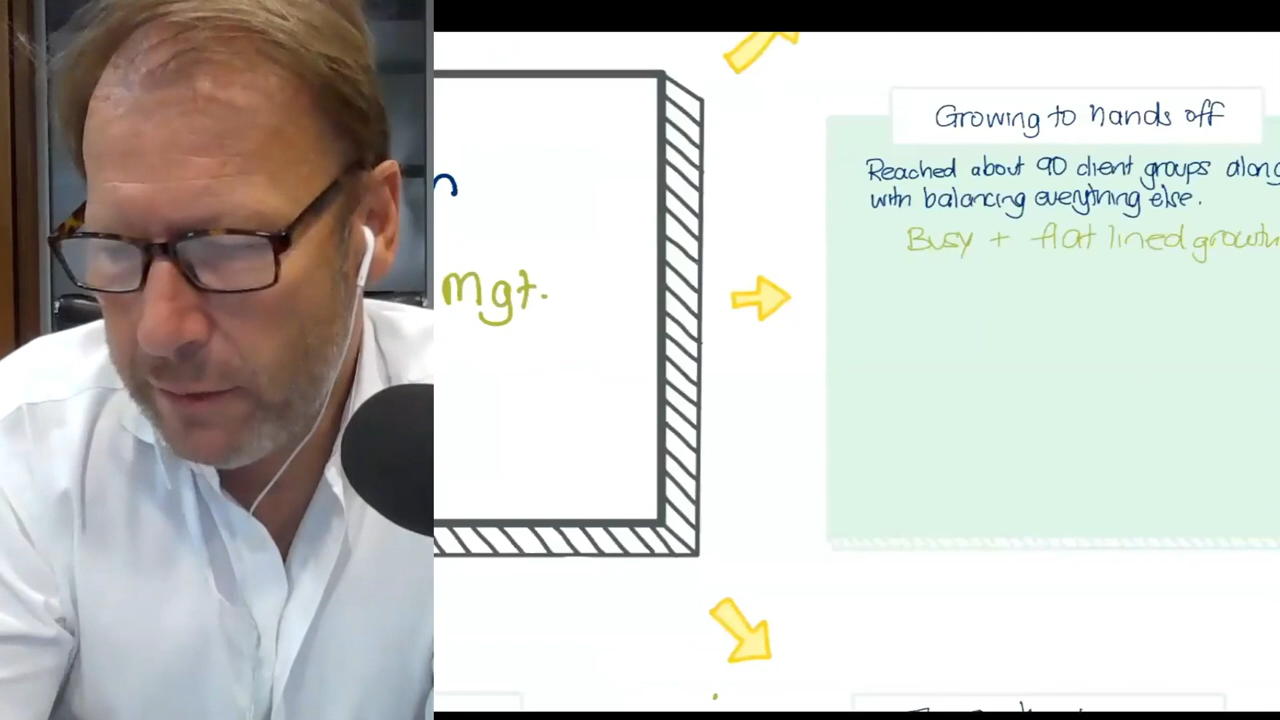 Growing to hands off
Reached about 90 client groups along
with balancing everything else.
Busy + flat lined growth
n
Mgt.